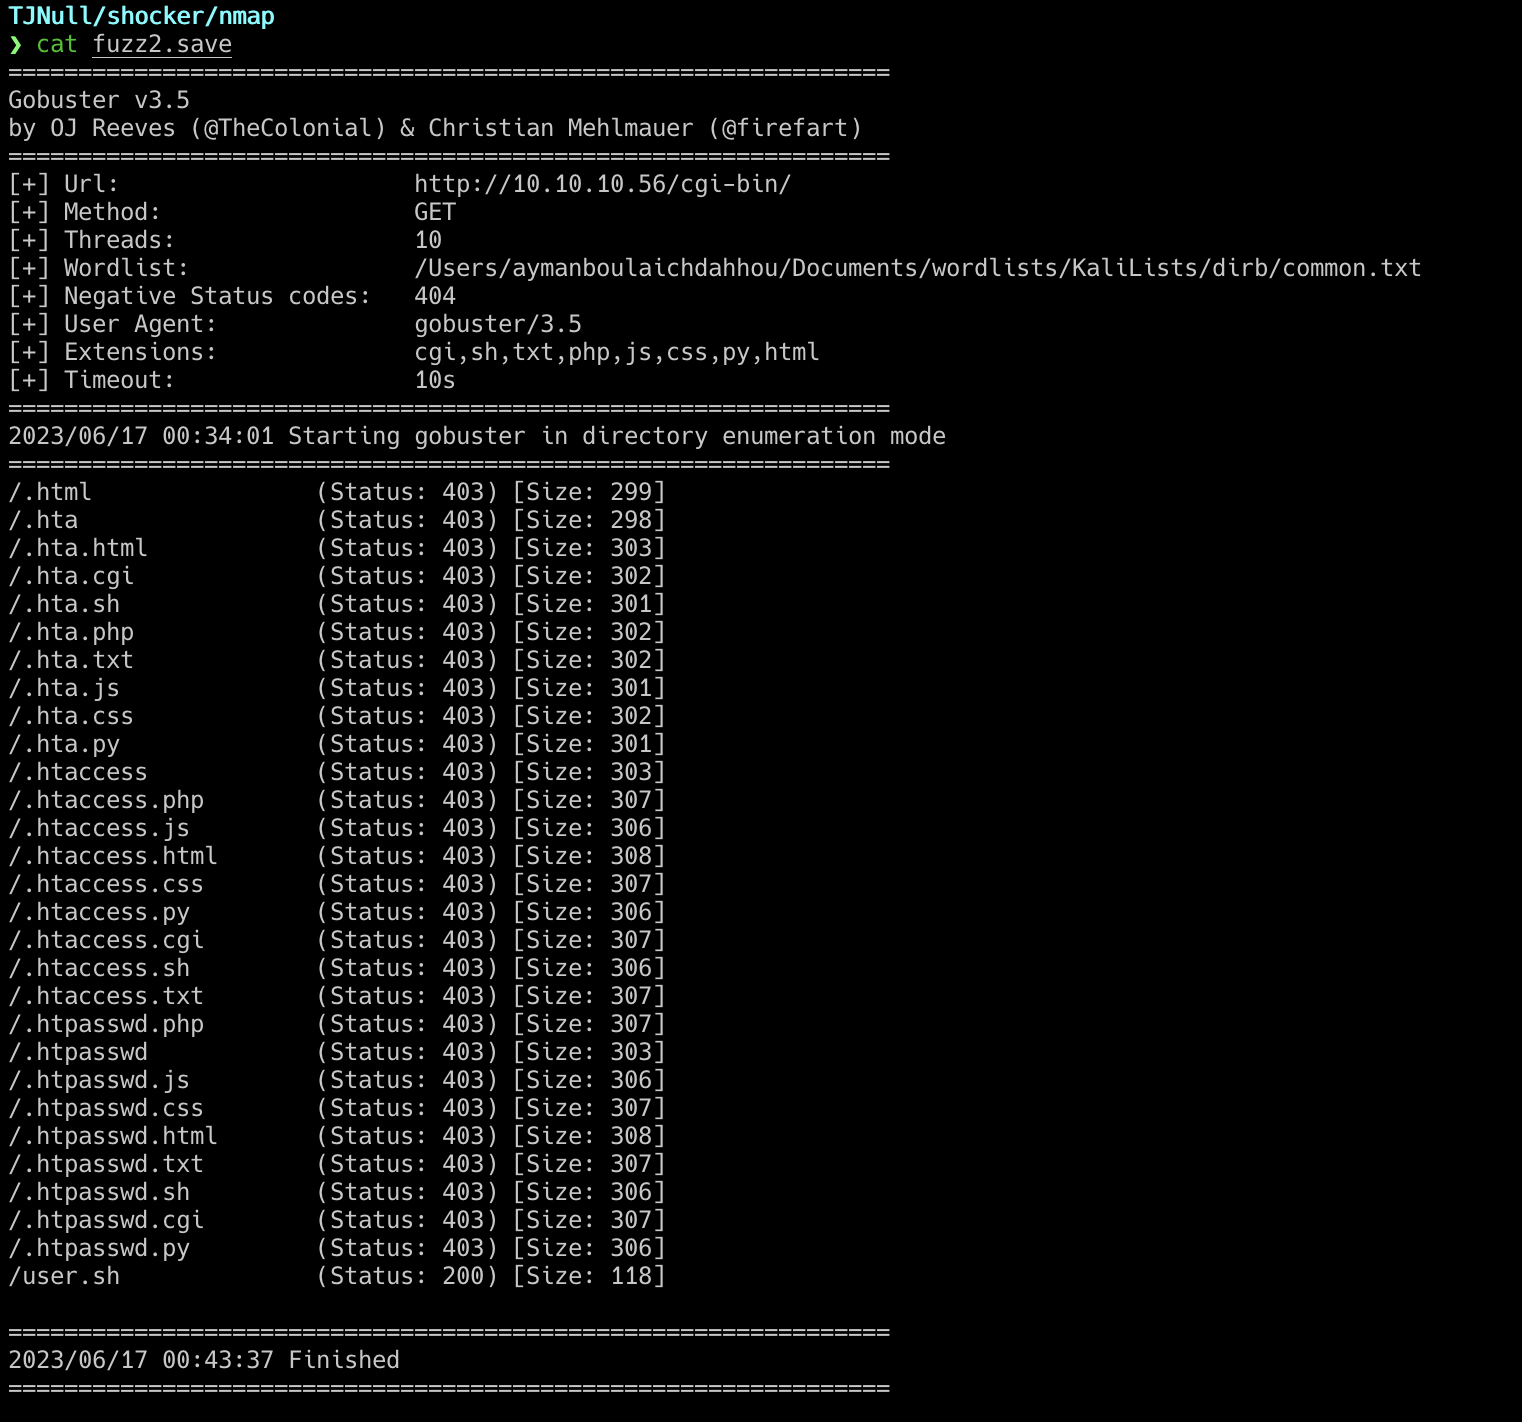 TJNull/shocker/nmap
❯ cat fuzz2.save
===============================================================
Gobuster v3.5
by OJ Reeves (@TheColonial) & Christian Mehlmauer (@firefart)
===============================================================
[+] Url:                     http://10.10.10.56/cgi-bin/
[+] Method:                  GET
[+] Threads:                 10
[+] Wordlist:                /Users/aymanboulaichdahhou/Documents/wordlists/KaliLists/dirb/common.txt
[+] Negative Status codes:   404
[+] User Agent:              gobuster/3.5
[+] Extensions:              cgi,sh,txt,php,js,css,py,html
[+] Timeout:                 10s
===============================================================
2023/06/17 00:34:01 Starting gobuster in directory enumeration mode
===============================================================
/.html                (Status: 403) [Size: 299]
/.hta                 (Status: 403) [Size: 298]
/.hta.html            (Status: 403) [Size: 303]
/.hta.cgi             (Status: 403) [Size: 302]
/.hta.sh              (Status: 403) [Size: 301]
/.hta.php             (Status: 403) [Size: 302]
/.hta.txt             (Status: 403) [Size: 302]
/.hta.js              (Status: 403) [Size: 301]
/.hta.css             (Status: 403) [Size: 302]
/.hta.py              (Status: 403) [Size: 301]
/.htaccess            (Status: 403) [Size: 303]
/.htaccess.php        (Status: 403) [Size: 307]
/.htaccess.js         (Status: 403) [Size: 306]
/.htaccess.html       (Status: 403) [Size: 308]
/.htaccess.css        (Status: 403) [Size: 307]
/.htaccess.py         (Status: 403) [Size: 306]
/.htaccess.cgi        (Status: 403) [Size: 307]
/.htaccess.sh         (Status: 403) [Size: 306]
/.htaccess.txt        (Status: 403) [Size: 307]
/.htpasswd.php        (Status: 403) [Size: 307]
/.htpasswd            (Status: 403) [Size: 303]
/.htpasswd.js         (Status: 403) [Size: 306]
/.htpasswd.css        (Status: 403) [Size: 307]
/.htpasswd.html       (Status: 403) [Size: 308]
/.htpasswd.txt        (Status: 403) [Size: 307]
/.htpasswd.sh         (Status: 403) [Size: 306]
/.htpasswd.cgi        (Status: 403) [Size: 307]
/.htpasswd.py         (Status: 403) [Size: 306]
/user.sh              (Status: 200) [Size: 118]
===============================================================
2023/06/17 00:43:37 Finished
===============================================================